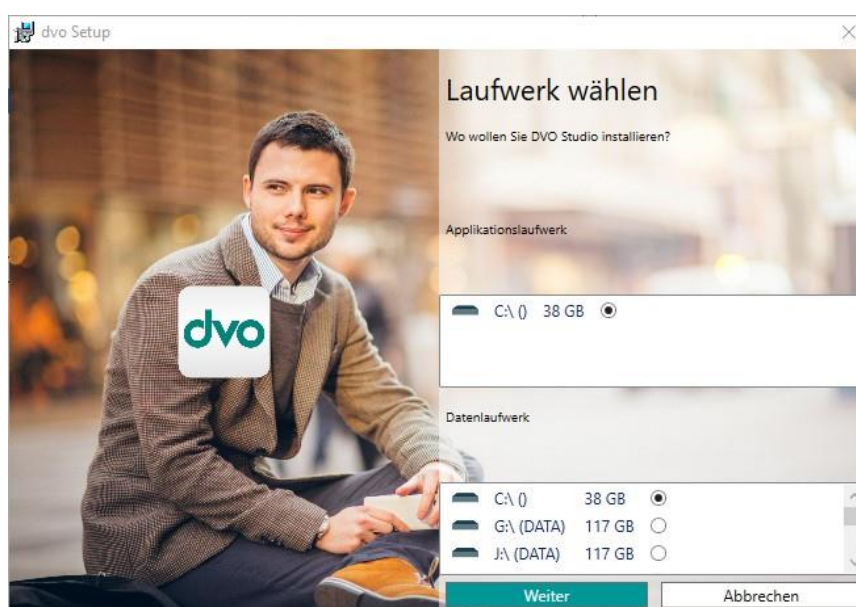 dvo Setup
Laufwerk wählen
Wo wollen Sie DVO Studio installieren?
Applikationslaufwerk
C:\ () 38 GB
dvo
Datenlaufwerk
C:\ () 38 GB
G:\ (DATA) 117 GB
J:\ (DATA) 117 GB
Weiter Abbrechen